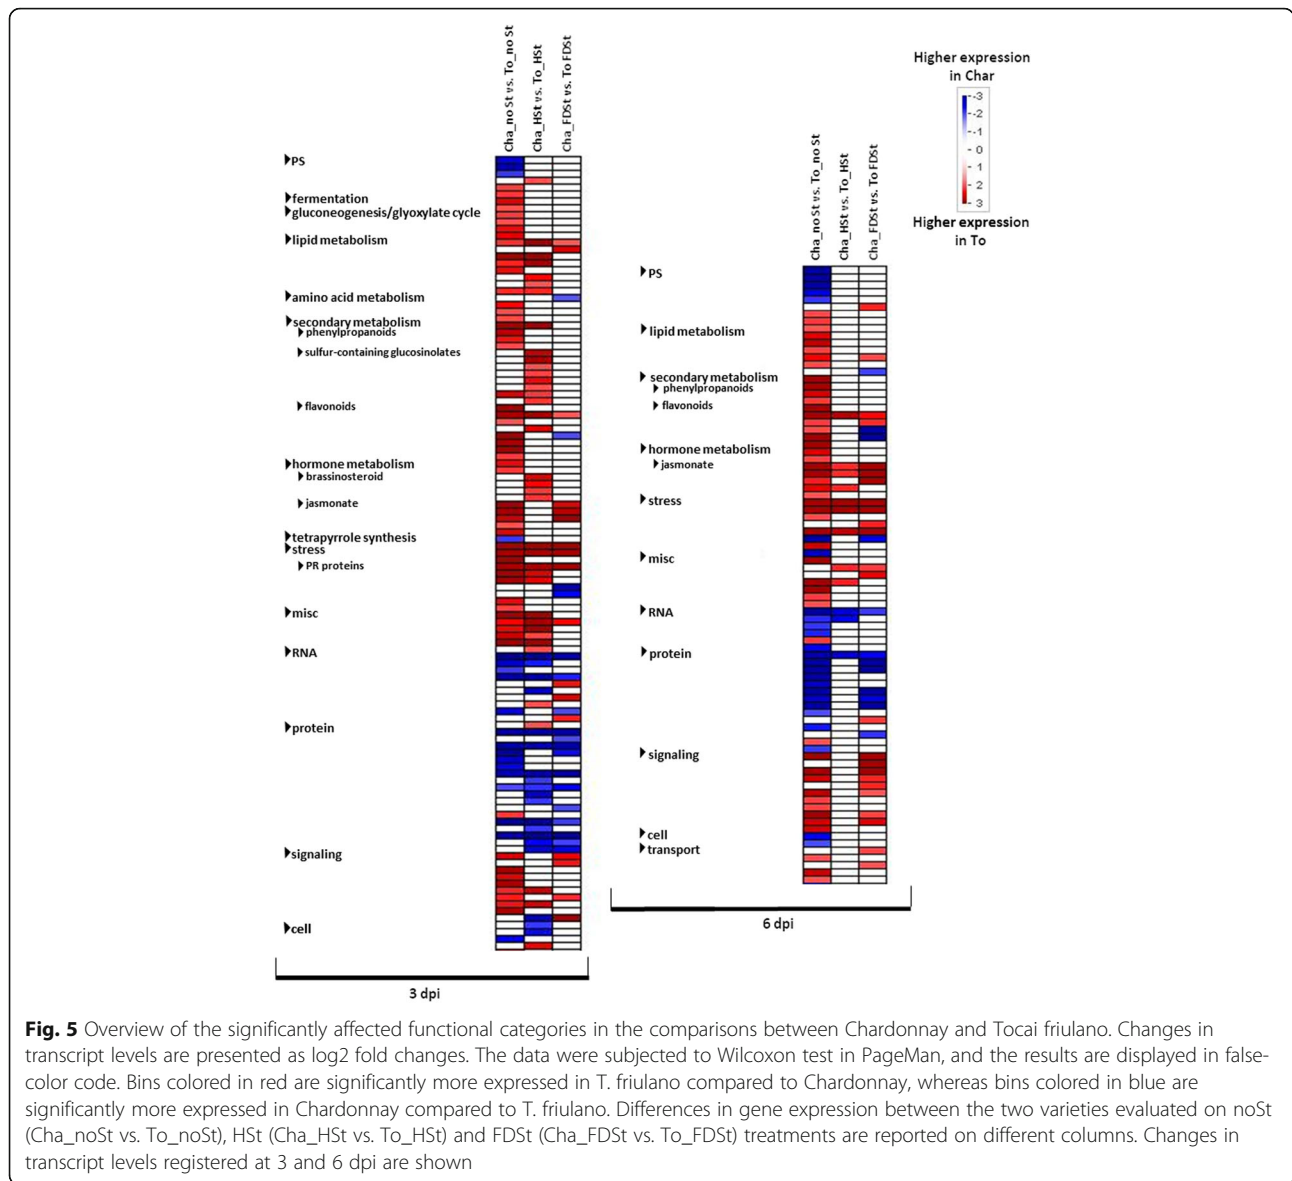 Cha_no St vs. To_no St
Cha_HSt vs. To_HSt
Cha_FDSt vs. To FDSt
PS
fermentation
gluconeogenesis/glyoxylate cycle
lipid metabolism
amino acid metabolism
secondary metabolism
phenylpropanoids
sulfur-containing glucosinolates
flavonoids
hormone metabolism
brassinosteroid
jasmonate
tetrapyrrole synthesis
stress
PR proteins
misc
RNA
protein
signaling
cell
3 dpi
Higher expression
in Char
-3
-2
-1
0
1
2
3
Higher expression
in To
Cha_no St vs. To_no St
Cha_HSt vs. To_HSt
Cha_FDSt vs. To FDSt
PS
lipid metabolism
secondary metabolism
phenylpropanoids
flavonoids
hormone metabolism
jasmonate
stress
misc
RNA
protein
signaling
cell
transport
6 dpi
Fig. 5 Overview of the significantly affected functional categories in the comparisons between Chardonnay and Tocai friulano. Changes in
transcript levels are presented as log2 fold changes. The data were subjected to Wilcoxon test in PageMan, and the results are displayed in false-
color code. Bins colored in red are significantly more expressed in T. friulano compared to Chardonnay, whereas bins colored in blue are
significantly more expressed in Chardonnay compared to T. friulano. Differences in gene expression between the two varieties evaluated on noSt
(Cha_noSt vs. To_noSt), HSt (Cha_HSt vs. To_HSt) and FDSt (Cha_FDSt vs. To_FDSt) treatments are reported on different columns. Changes in
transcript levels registered at 3 and 6 dpi are shown